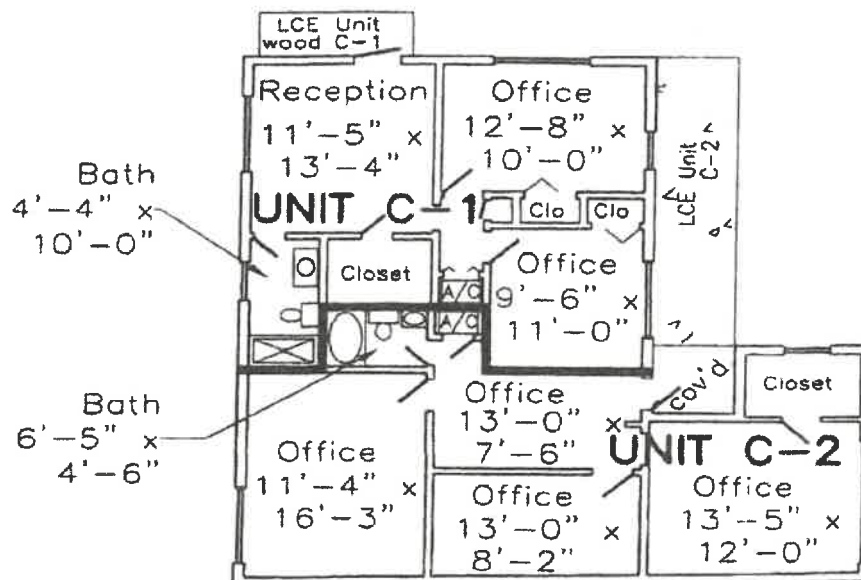 LCE Unit
wood C-1
Reception
11'-5" x
13'-4"
Office
12'-8" x
10'-0"
LCE Unit
C-2
Bath
4'-4" x
10'-0"
UNIT C-1
Clo
Clo
Closet
A/C
A/C
Office
9'-6" x
11'-0"
Cov'd
Closet
Bath
6'-5" x
4'-6"
Office
13'-0" x
7'-6"
UNIT C-2
Office
11'-4" x
16'-3"
Office
13'-0" x
8'-2"
Office
13'-5" x
12'-0"